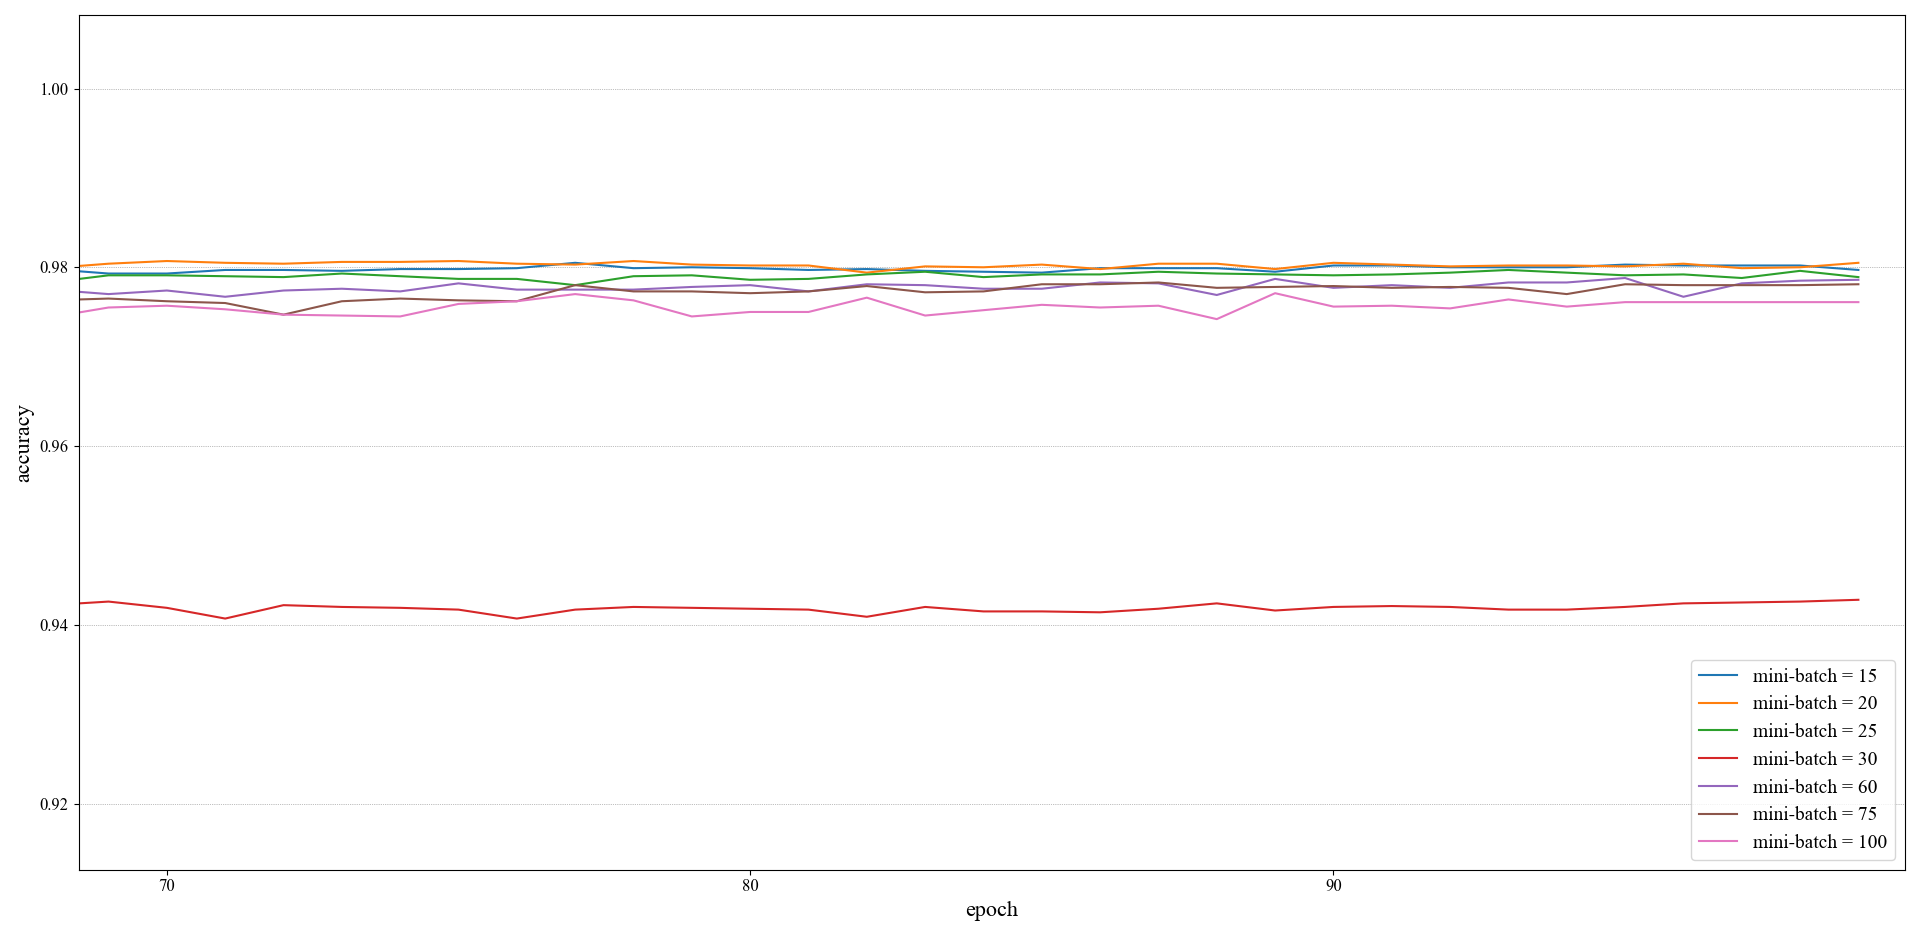 1.00
0.98
0.96
0.94
0.92
accuracy
70
80
90
epoch
mini-batch = 15
mini-batch = 20
mini-batch = 25
mini-batch = 30
mini-batch = 60
mini-batch = 75
mini-batch = 100